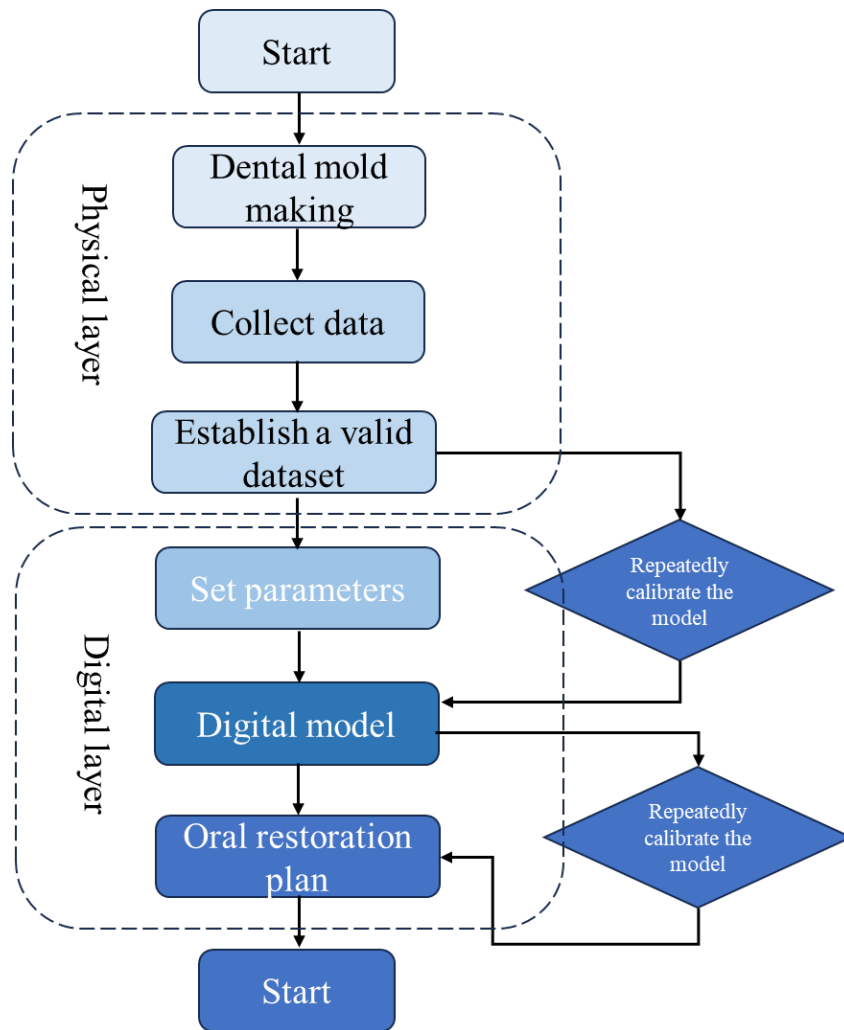 Start
Physical layer
Dental mold
making
Collect data
Establish a valid
dataset
Digital layer
Set parameters
Repeatedly
calibrate the
model
Digital model
Repeatedly
calibrate the
model
Oral restoration
plan
Start